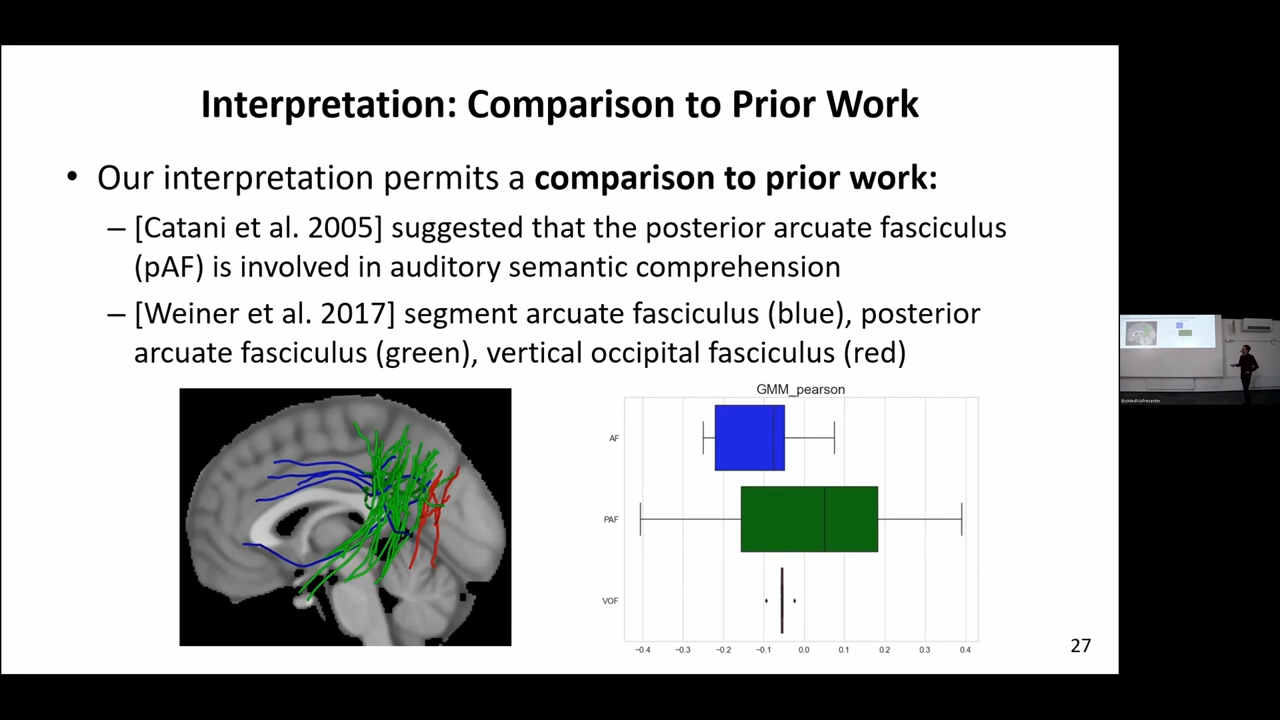 Interpretation: Comparison to Prior Work
• Our interpretation permits a comparison to prior work:
– [Catani et al. 2005] suggested that the posterior arcuate fasciculus
(pAF) is involved in auditory semantic comprehension
– [Weiner et al. 2017] segment arcuate fasciculus (blue), posterior
arcuate fasciculus (green), vertical occipital fasciculus (red)
GMM_pearson
AF
PAF
VOF
−0.4 −0.3 −0.2 −0.1 0.0 0.1 0.2 0.3 0.4
27
BioMedVisPresenter